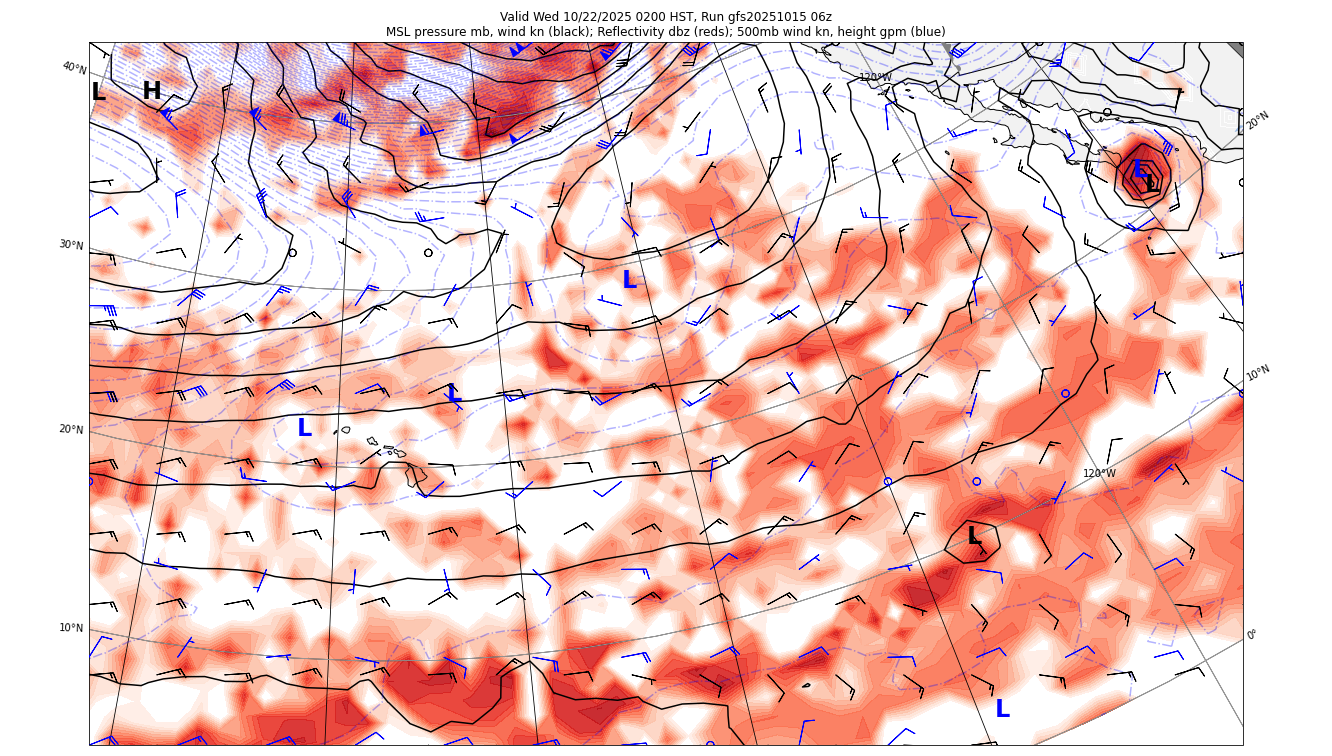 Valid Wed 10/22/2025 0200 HST, Run gfs20251015 06z
MSL pressure mb, wind kn (black); Reflectivity dbz (reds); 500mb wind kn, height gpm (blue)
40°N
120°W
20°N
L
H
L
L
30°N
L
10°N
L
L
20°N
120°W
L
10°N
0°
L